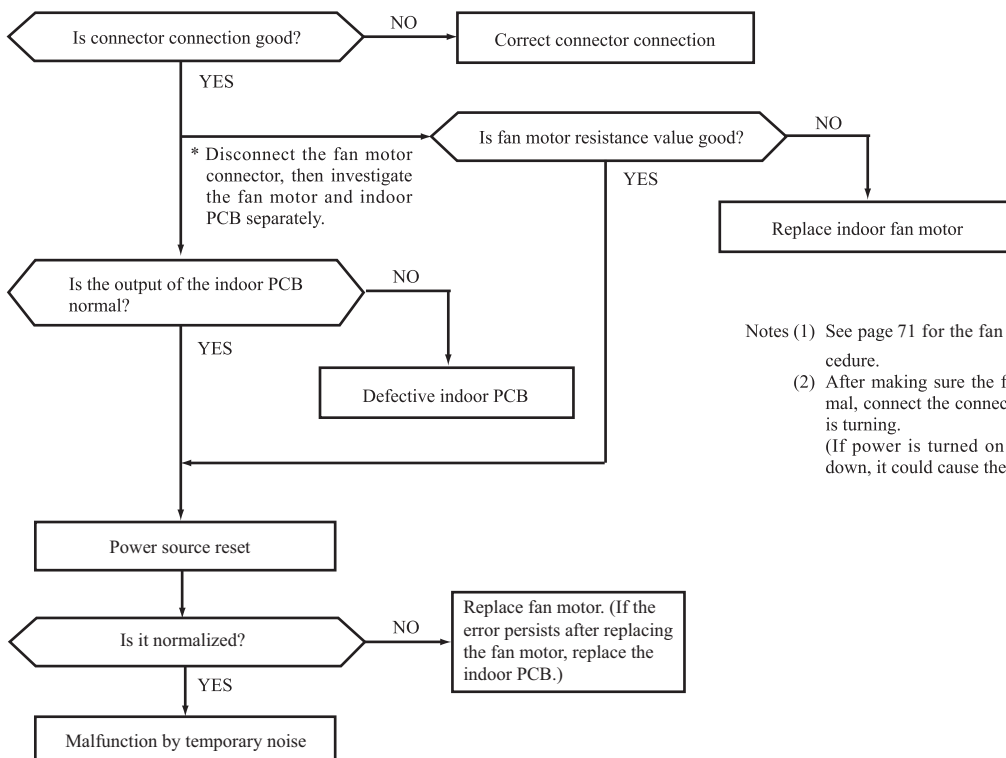 Is connector connection good?
NO
Correct connector connection
YES
Is fan motor resistance value good?
NO
* Disconnect the fan motor
connector, then investigate
the fan motor and indoor
PCB separately.
YES
Replace indoor fan motor
Is the output of the indoor PCB
normal?
NO
YES
Defective indoor PCB
Notes (1) See page 71 for the fan
cedure.
(2) After making sure the f
mal, connect the connec
is turning.
(If power is turned on
down, it could cause the
Power source reset
Is it normalized?
NO
Replace fan motor. (If the
error persists after replacing
the fan motor, replace the
indoor PCB.)
YES
Malfunction by temporary noise